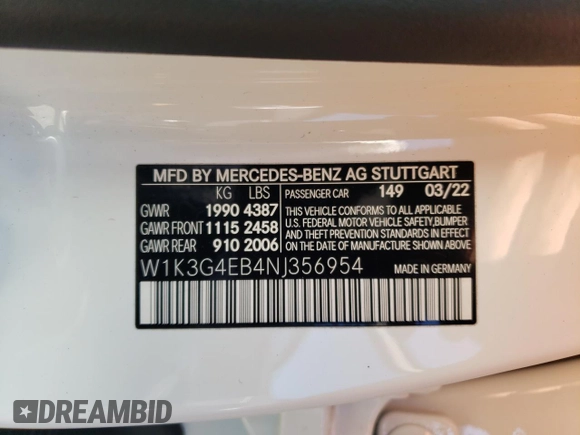 MFD BY MERCEDES-BENZ AG STUTTGART
KG LBS PASSENGER CAR 149 03/22
GVWR 1990 4387 THIS VEHICLE CONFORMS TO ALL APPLICABLE
GAWR FRONT 1115 2458 U.S. FEDERAL MOTOR VEHICLE SAFETY,BUMPER
AND THEFT PREVENTION STANDARDS IN EFFECT
GAWR REAR 910 2006 ON THE DATE OF MANUFACTURE SHOWN ABOVE.
W1K3G4EB4NJ356954 MADE IN GERMANY
DREAMBID